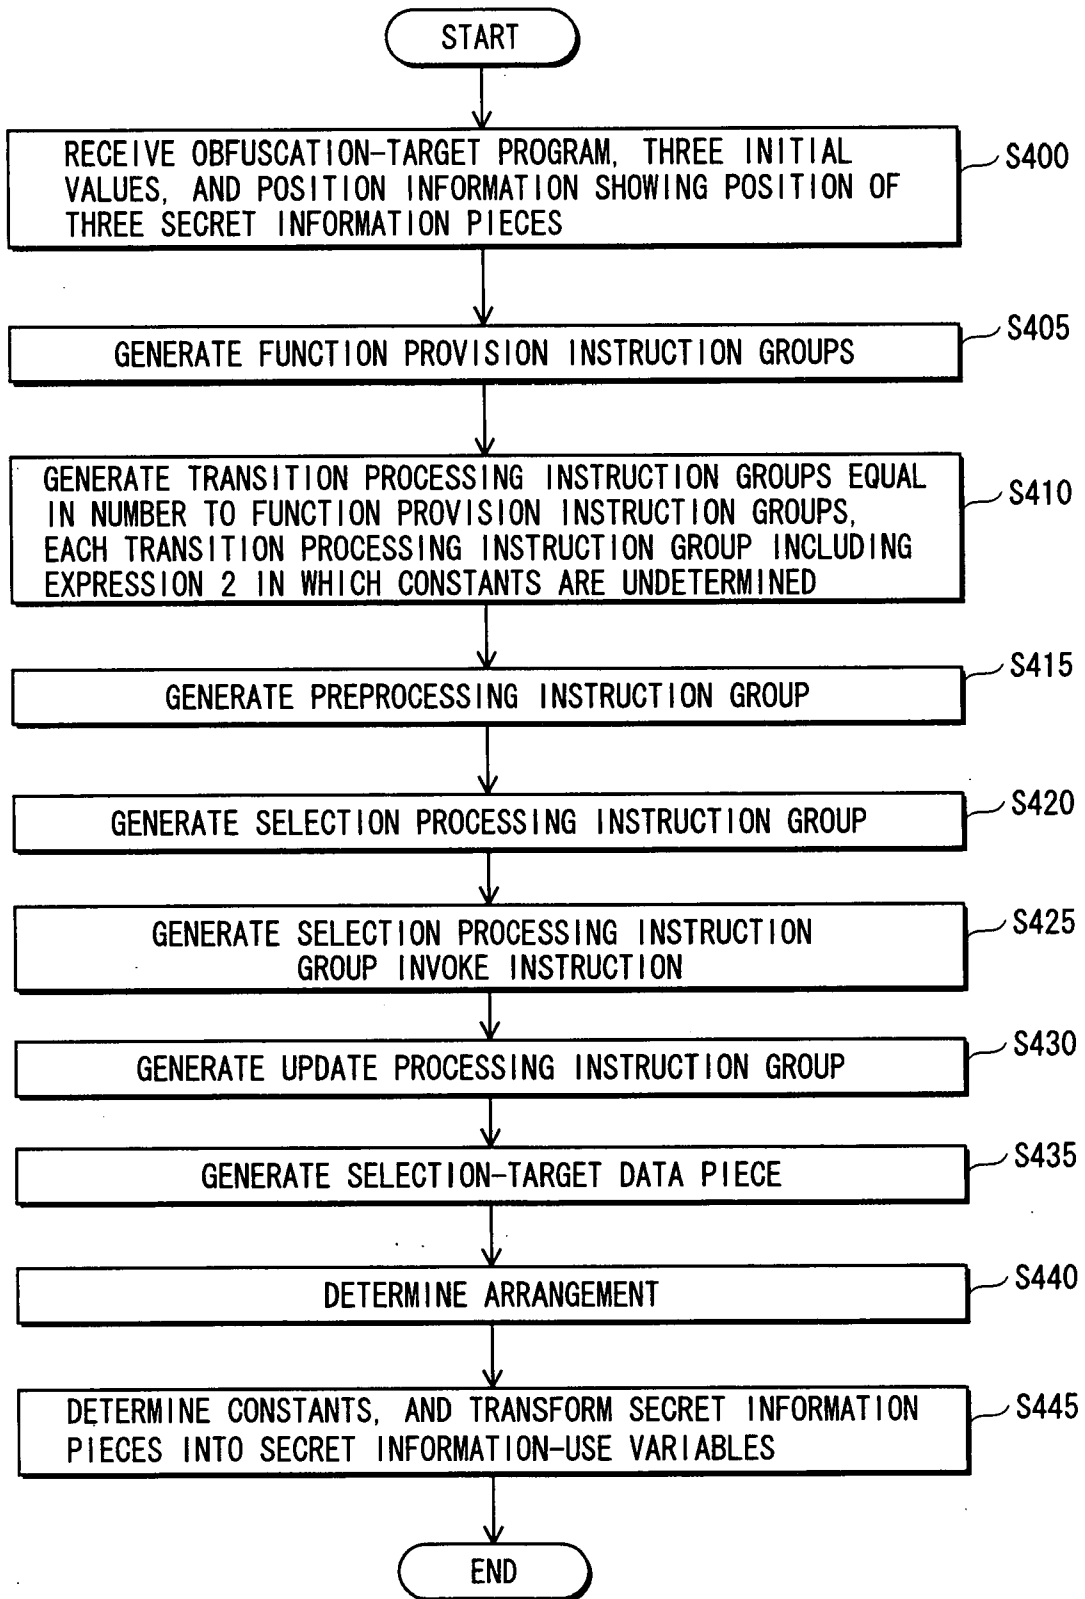 START
RECEIVE OBFUSCATION-TARGET PROGRAM, THREE INITIAL
VALUES, AND POSITION INFORMATION SHOWING POSITION OF
THREE SECRET INFORMATION PIECES
S400
GENERATE FUNCTION PROVISION INSTRUCTION GROUPS
S405
GENERATE TRANSITION PROCESSING INSTRUCTION GROUPS EQUAL
IN NUMBER TO FUNCTION PROVISION INSTRUCTION GROUPS,
EACH TRANSITION PROCESSING INSTRUCTION GROUP INCLUDING
EXPRESSION 2 IN WHICH CONSTANTS ARE UNDETERMINED
S410
GENERATE PREPROCESSING INSTRUCTION GROUP
S415
GENERATE SELECTION PROCESSING INSTRUCTION GROUP
S420
GENERATE SELECTION PROCESSING INSTRUCTION
GROUP INVOKE INSTRUCTION
S425
GENERATE UPDATE PROCESSING INSTRUCTION GROUP
S430
GENERATE SELECTION-TARGET DATA PIECE
S435
DETERMINE ARRANGEMENT
S440
DETERMINE CONSTANTS, AND TRANSFORM SECRET INFORMATION
PIECES INTO SECRET INFORMATION-USE VARIABLES
S445
END